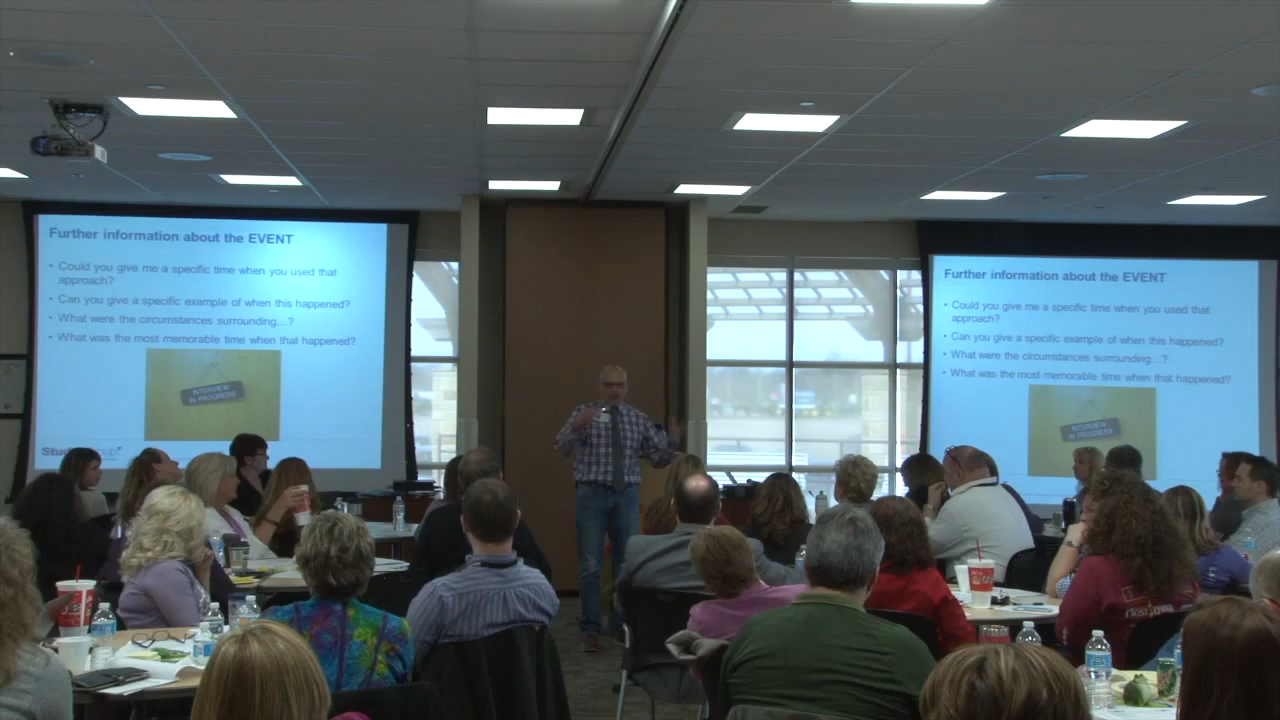 Further information about the EVENT
• Could you give me a specific time when you used that
approach?
• Can you give a specific example of when this happened?
• What were the circumstances surrounding…?
• What was the most memorable time when that happened?
INTERVIEW
IN PROGRESS
Further information about the EVENT
• Could you give me a specific time when you used that
approach?
• Can you give a specific example of when this happened?
• What were the circumstances surrounding…?
• What was the most memorable time when that happened?
INTERVIEW
IN PROGRESS